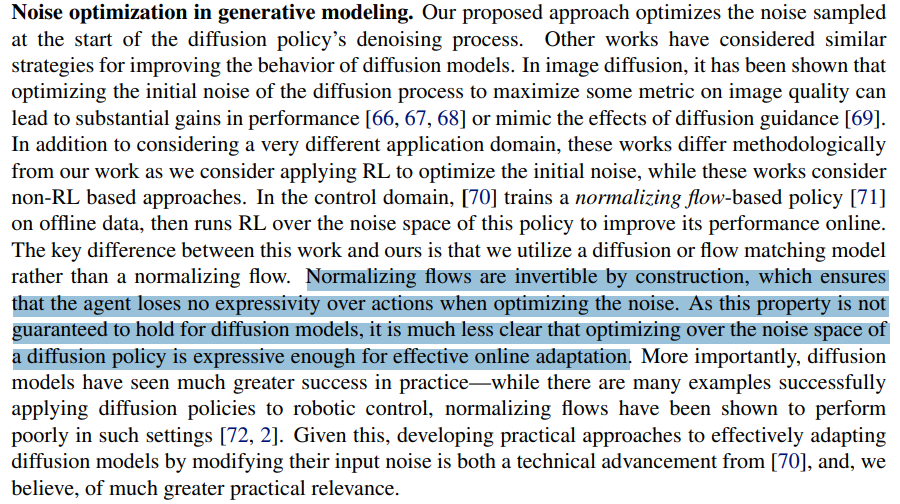 Noise optimization in generative modeling. Our proposed approach optimizes the noise sampled
at the start of the diffusion policy's denoising process. Other works have considered similar
strategies for improving the behavior of diffusion models. In image diffusion, it has been shown that
optimizing the initial noise of the diffusion process to maximize some metric on image quality can
lead to substantial gains in performance [66, 67, 68] or mimic the effects of diffusion guidance [69].
In addition to considering a very different application domain, these works differ methodologically
from our work as we consider applying RL to optimize the initial noise, while these works consider
non-RL based approaches. In the control domain, [70] trains a normalizing flow-based policy [71]
on offline data, then runs RL over the noise space of this policy to improve its performance online.
The key difference between this work and ours is that we utilize a diffusion or flow matching model
rather than a normalizing flow. Normalizing flows are invertible by construction, which ensures
that the agent loses no expressivity over actions when optimizing the noise. As this property is not
guaranteed to hold for diffusion models, it is much less clear that optimizing over the noise space of
a diffusion policy is expressive enough for effective online adaptation. More importantly, diffusion
models have seen much greater success in practice—while there are many examples successfully
applying diffusion policies to robotic control, normalizing flows have been shown to perform
poorly in such settings [72, 2]. Given this, developing practical approaches to effectively adapting
diffusion models by modifying their input noise is both a technical advancement from [70], and, we
believe, of much greater practical relevance.